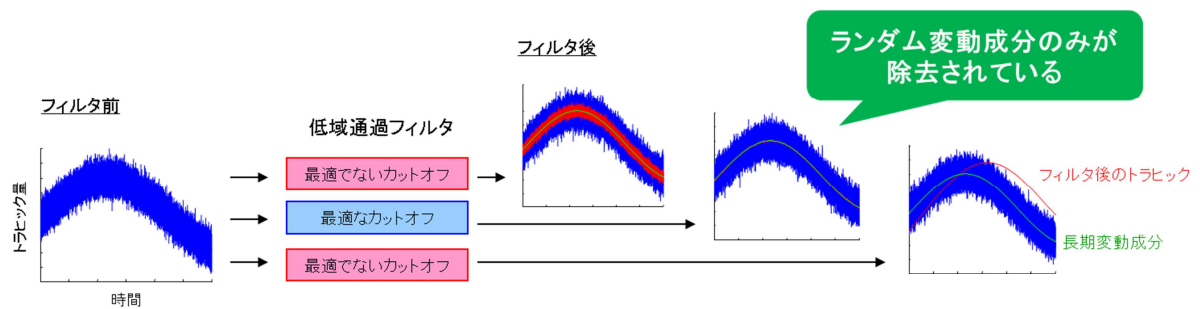 ランダム変動成分のみが
除去されている
フィルタ後
フィルタ前
低域通過フィルタ
トラヒック量
時間
最適でないカットオフ
最適なカットオフ
最適でないカットオフ
フィルタ後のトラヒック
長期変動成分